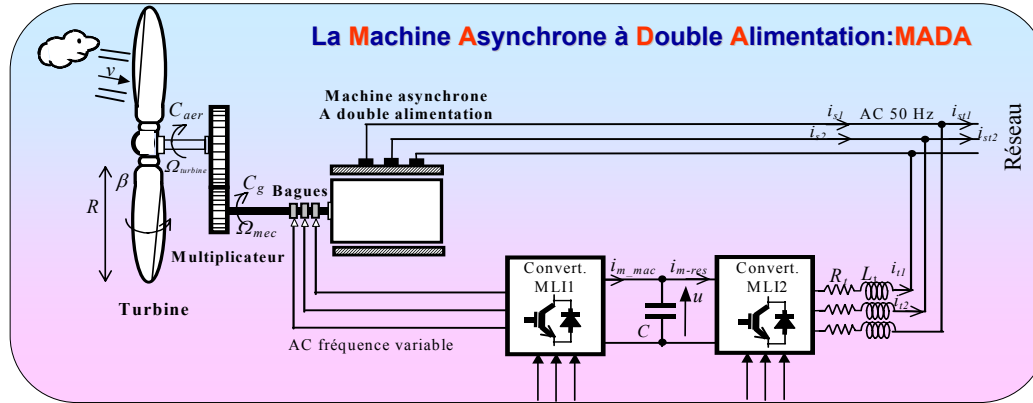 La Machine Asynchrone à Double Alimentation:MADA
v
C_aer
Ω_turbine
β
R
Turbine
Multiplicateur
C_g
Ω_mec
Bagues
Machine asynchrone
A double alimentation
i_s1
AC 50 Hz
i_st1
i_s2
i_st2
Réseau
AC fréquence variable
Convert.
MLI1
i_m_mac
i_m-res
C
u
Convert.
MLI2
R_t
L_t
i_t1
i_t2